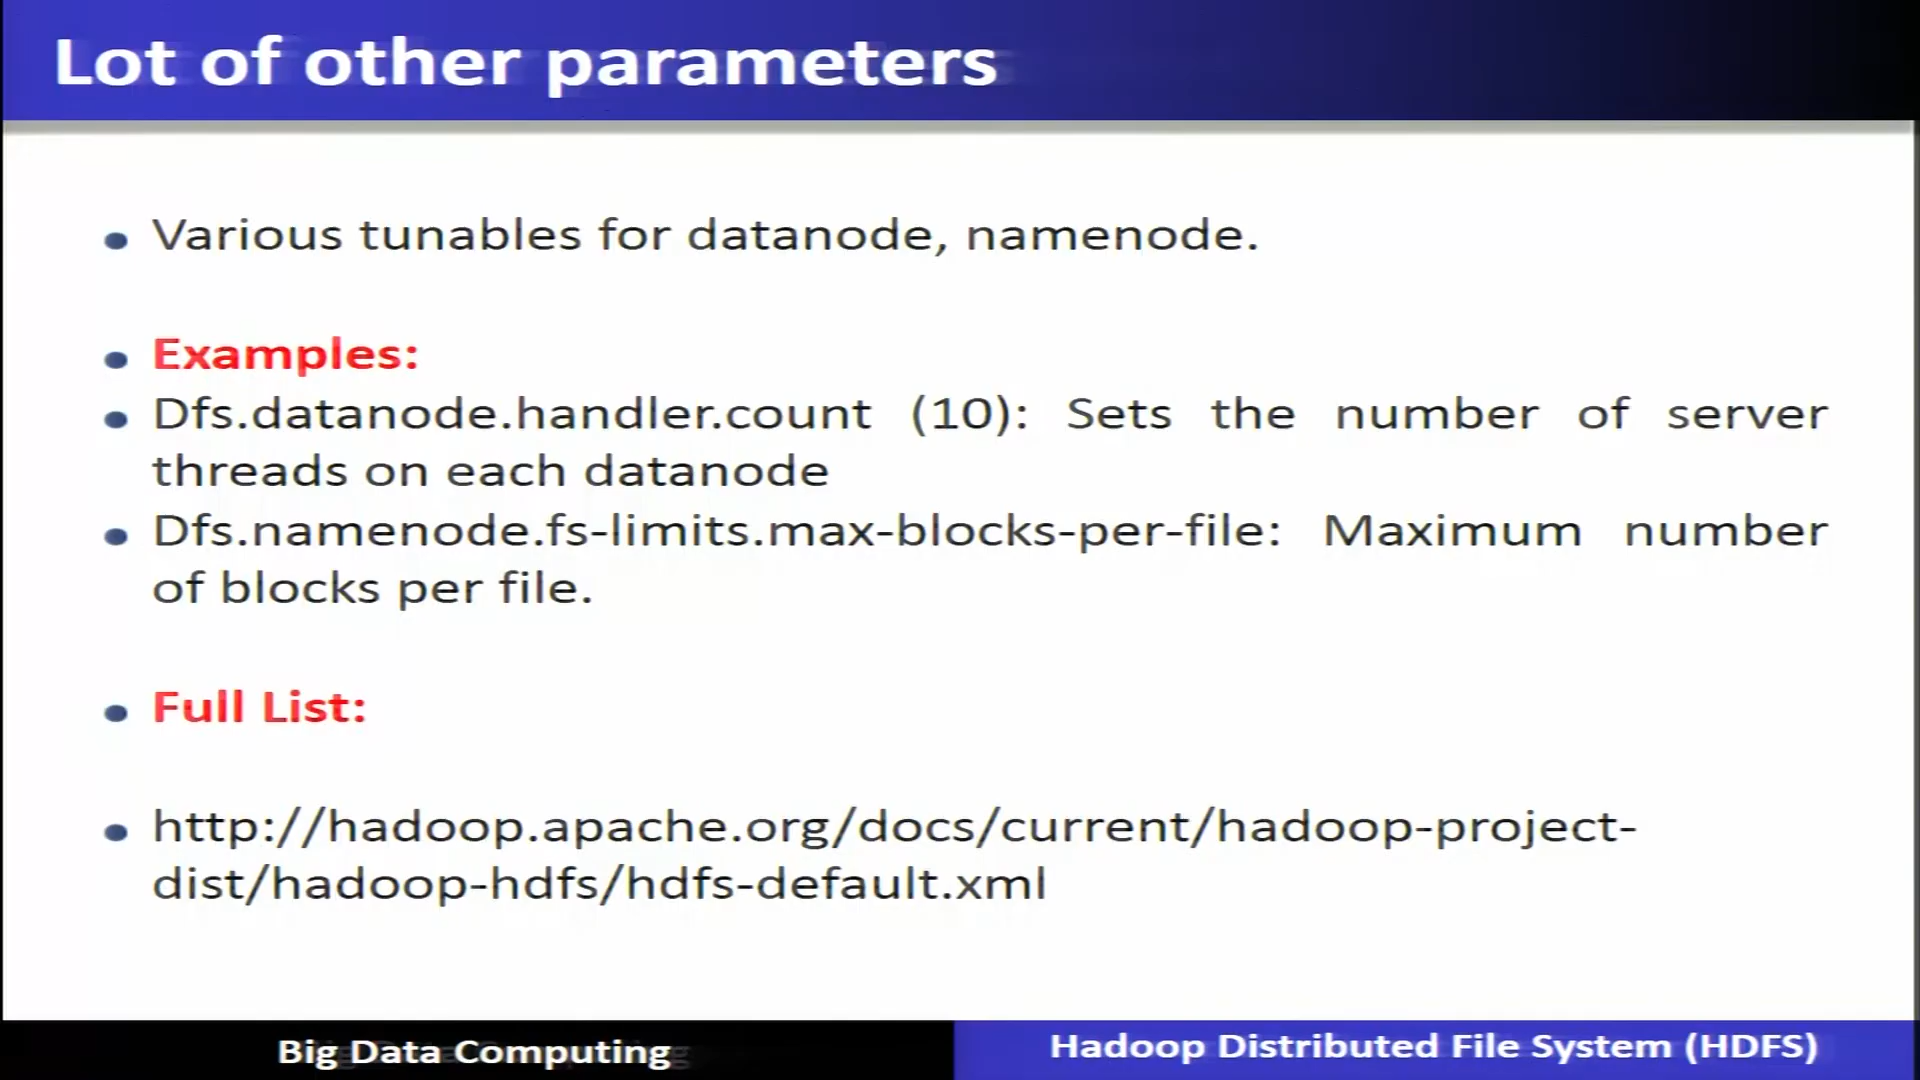 Lot of other parameters
Various tunables for datanode, namenode.
Examples:
Dfs.datanode.handler.count (10): Sets the number of server
threads on each datanode
Dfs.namenode.fs-limits.max-blocks-per-file: Maximum number
of blocks per file.
Full List:
http://hadoop.apache.org/docs/current/hadoop-project-
dist/hadoop-hdfs/hdfs-default.xml
Big Data Computing
Hadoop Distributed File System (HDFS)